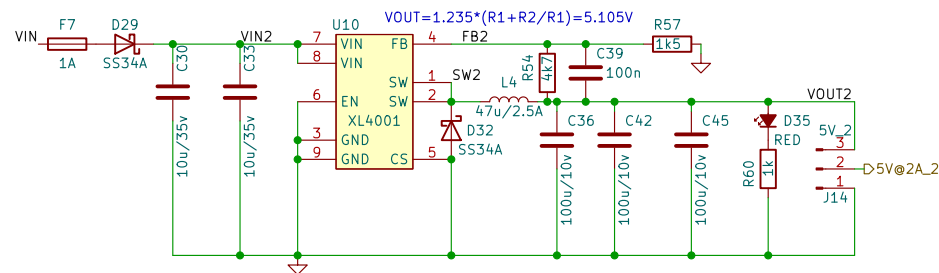 VOUT=1.235*(R1+R2/R1)=5.105V
VIN
F7
1A
D29
SS34A
VIN2
C30
10u/35v
C33
10u/35v
U10
7
VIN
8
VIN
6
EN
3
GND
9
GND
XL4001
FB
4
SW
1
SW
2
CS
5
FB2
SW2
D32
SS34A
L4
47u/2.5A
R54
4k7
C39
100n
R57
1k5
C36
100u/10v
C42
100u/10v
C45
100u/10v
VOUT2
D35
RED
R60
1k
5V_2
3
2
1
J14
5V@2A_2